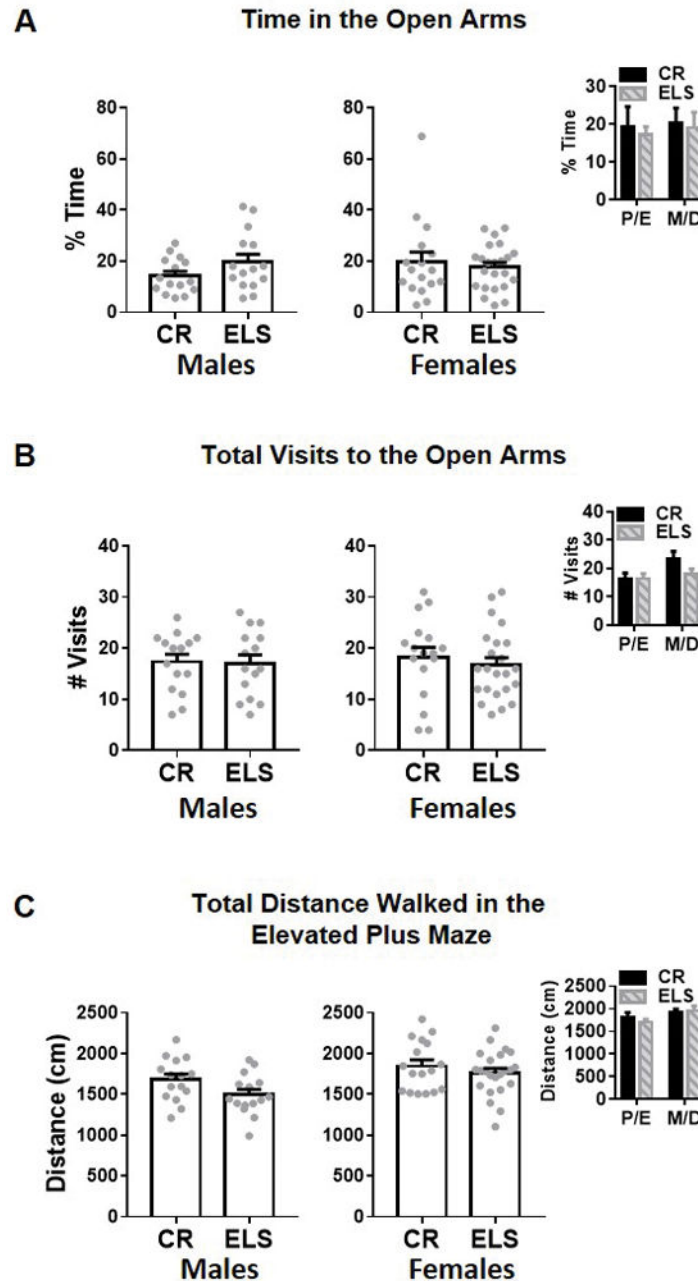 A
Time in the Open Arms
% Time
80
60
40
20
0
CR ELS
Males
80
60
40
20
0
CR ELS
Females
CR
ELS
% Time
30
20
10
0
P/E M/D
B
Total Visits to the Open Arms
# Visits
40
30
20
10
0
CR ELS
Males
40
30
20
10
0
CR ELS
Females
CR
ELS
# Visits
40
30
20
10
0
P/E M/D
C
Total Distance Walked in the
Elevated Plus Maze
Distance (cm)
2500
2000
1500
1000
500
0
CR ELS
Males
2500
2000
1500
1000
500
0
CR ELS
Females
CR
ELS
Distance (cm)
2500
2000
1500
1000
500
0
P/E M/D